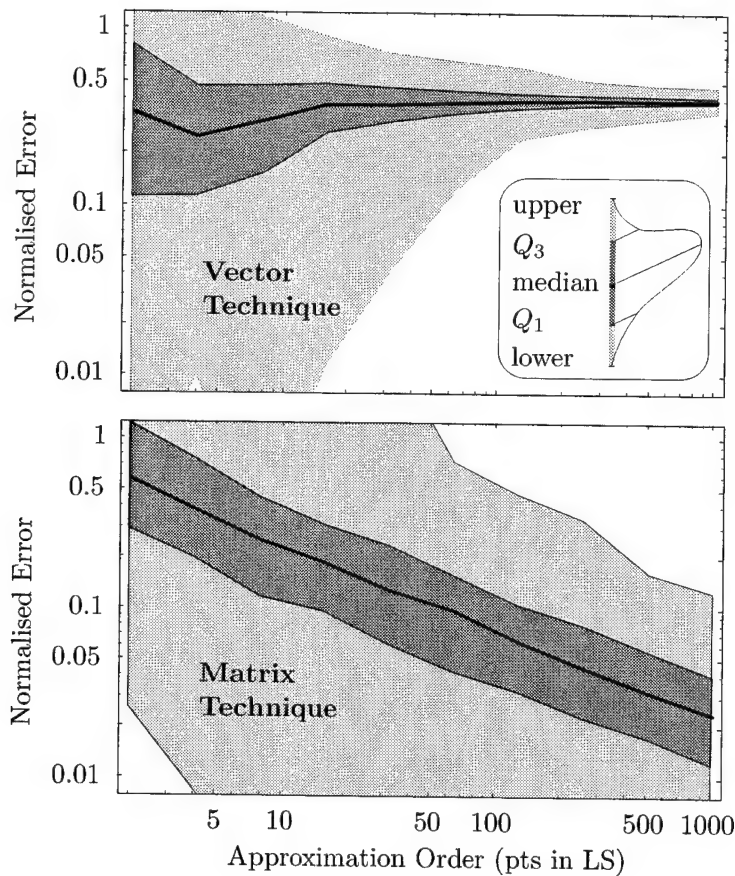 1
0.5
0.1
0.05
0.01
Normalised Error
Vector
Technique
upper
Q3
median
Q1
lower
1
0.5
0.1
0.05
0.01
Normalised Error
Matrix
Technique
5 10 50 100 500 1000
Approximation Order (pts in LS)